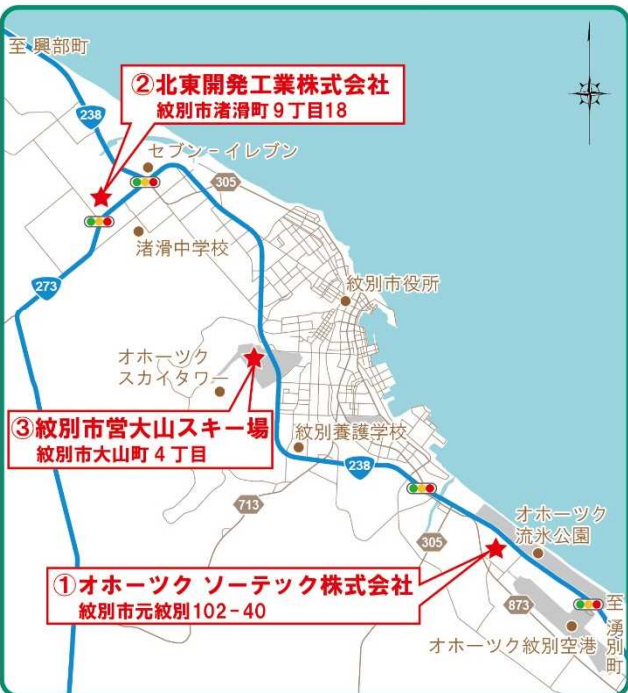 至 興部町
②北東開発工業株式会社
紋別市渚滑町9丁目18
238
セブン-イレブン
305
渚滑中学校
273
紋別市役所
オホーツク
スカイタワー
③紋別市営大山スキー場
紋別市大山町4丁目
紋別養護学校
238
713
オホーツク
流氷公園
305
①オホーツク ソーテック株式会社
紋別市元紋別102-40
873
至 湧別町
オホーツク紋別空港